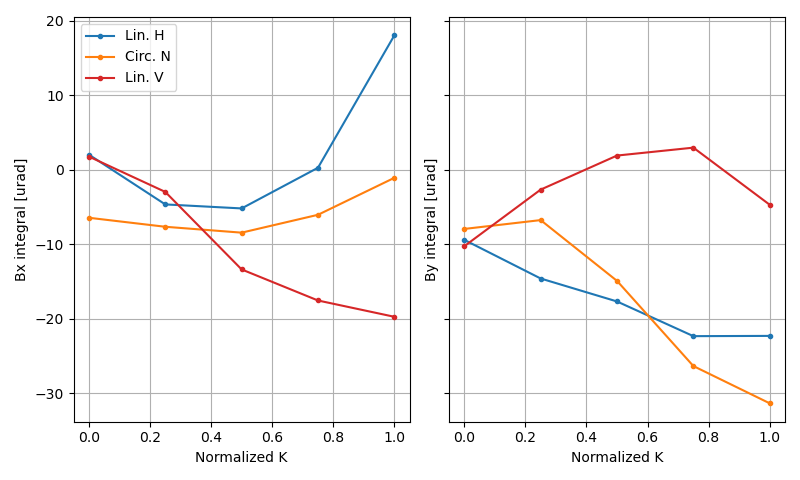 Lin. H
Circ. N
Lin. V
20
10
0
−10
−20
−30
Bx integral [urad]
0.0 0.2 0.4 0.6 0.8 1.0
Normalized K
By integral [urad]
0.0 0.2 0.4 0.6 0.8 1.0
Normalized K